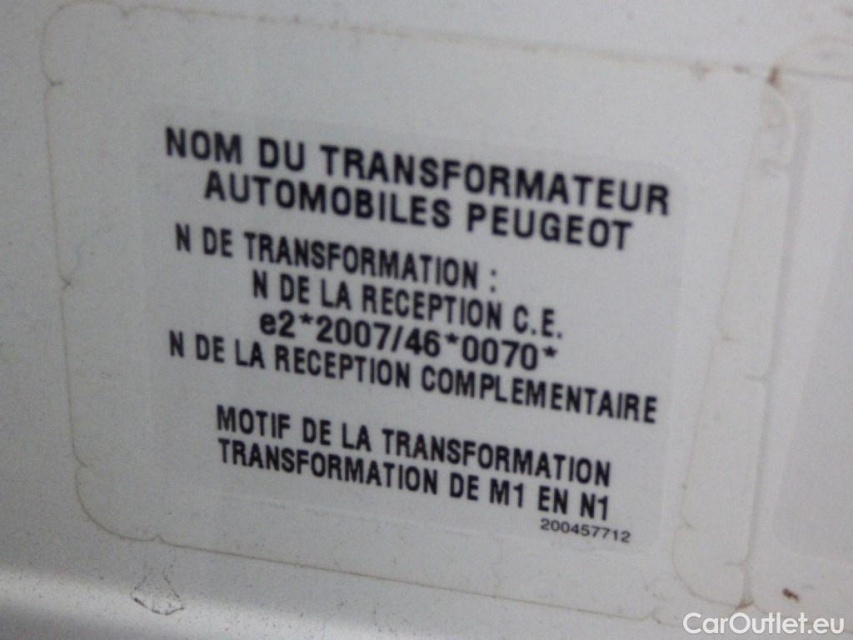 NOM DU TRANSFORMATEUR
AUTOMOBILES PEUGEOT
N DE TRANSFORMATION :
N DE LA RECEPTION C.E.
e2*2007/46*0070*
N DE LA RECEPTION COMPLEMENTAIRE
MOTIF DE LA TRANSFORMATION
TRANSFORMATION DE M1 EN N1
200457712
CarOutlet.eu